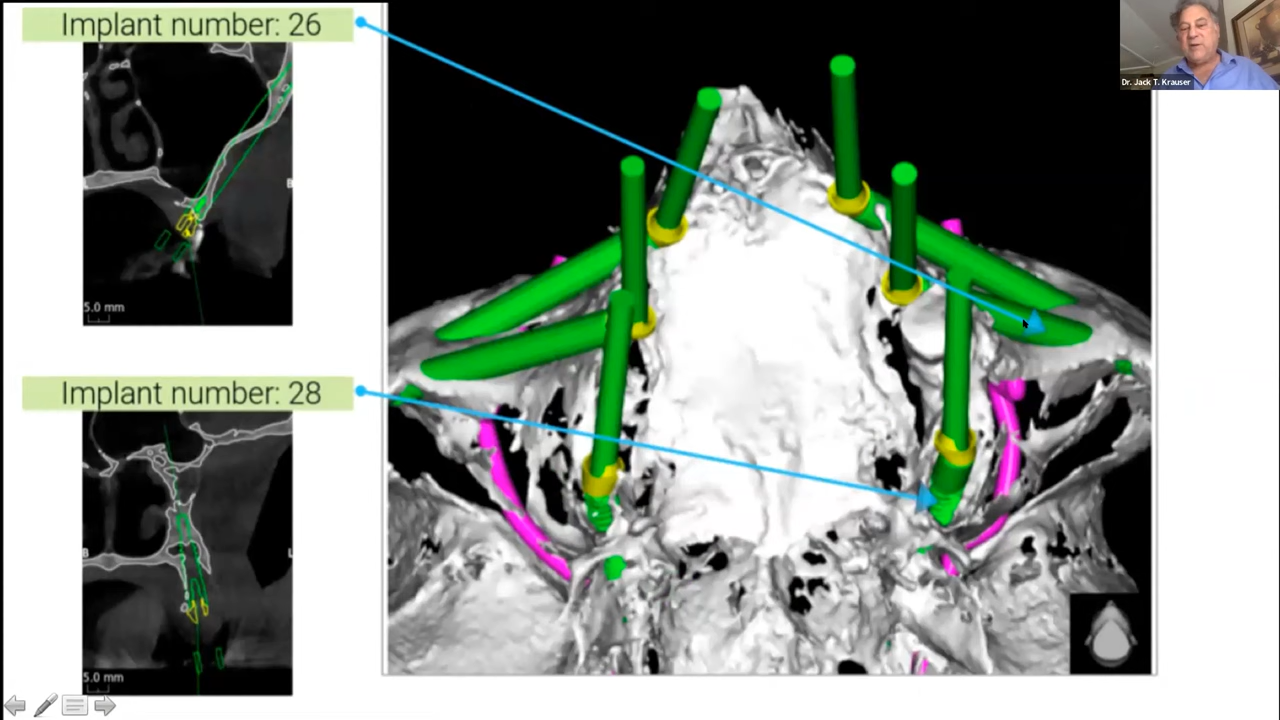 Implant number: 26
B
5.0 mm
Implant number: 28
B
L
5.0 mm
Dr. Jack T. Krauser